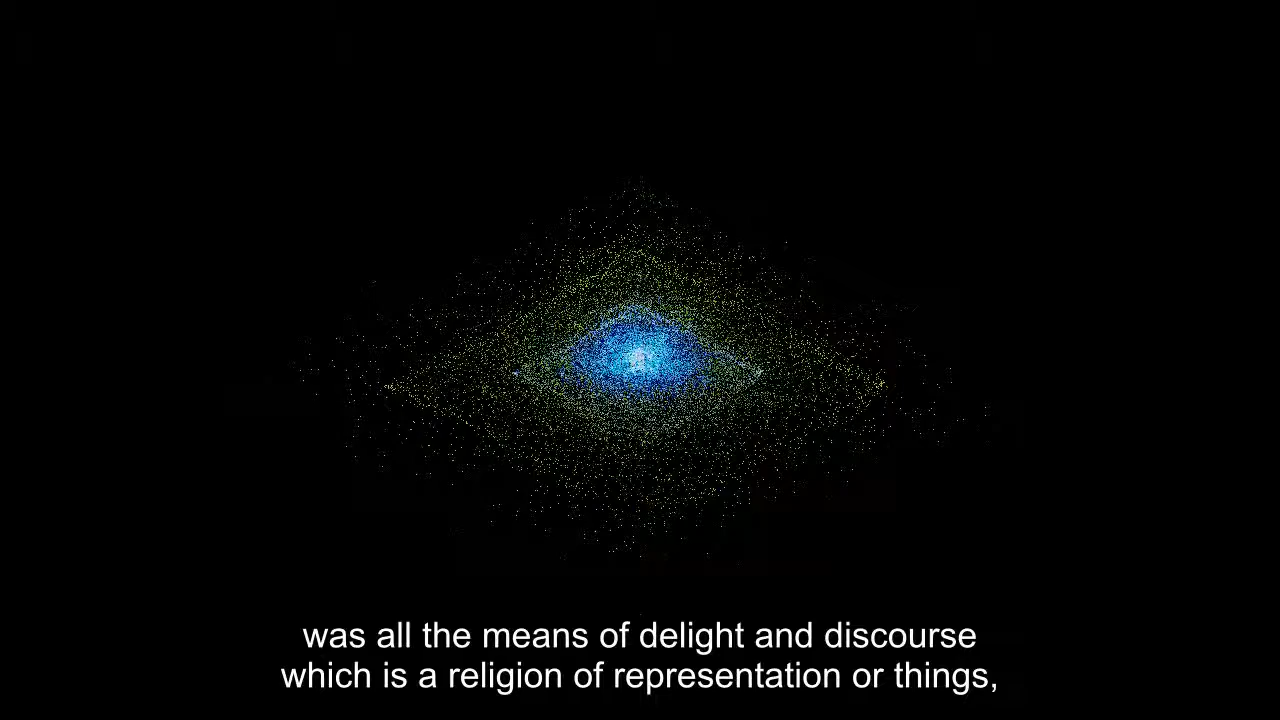 was all the means of delight and discourse
which is a religion of representation or things,